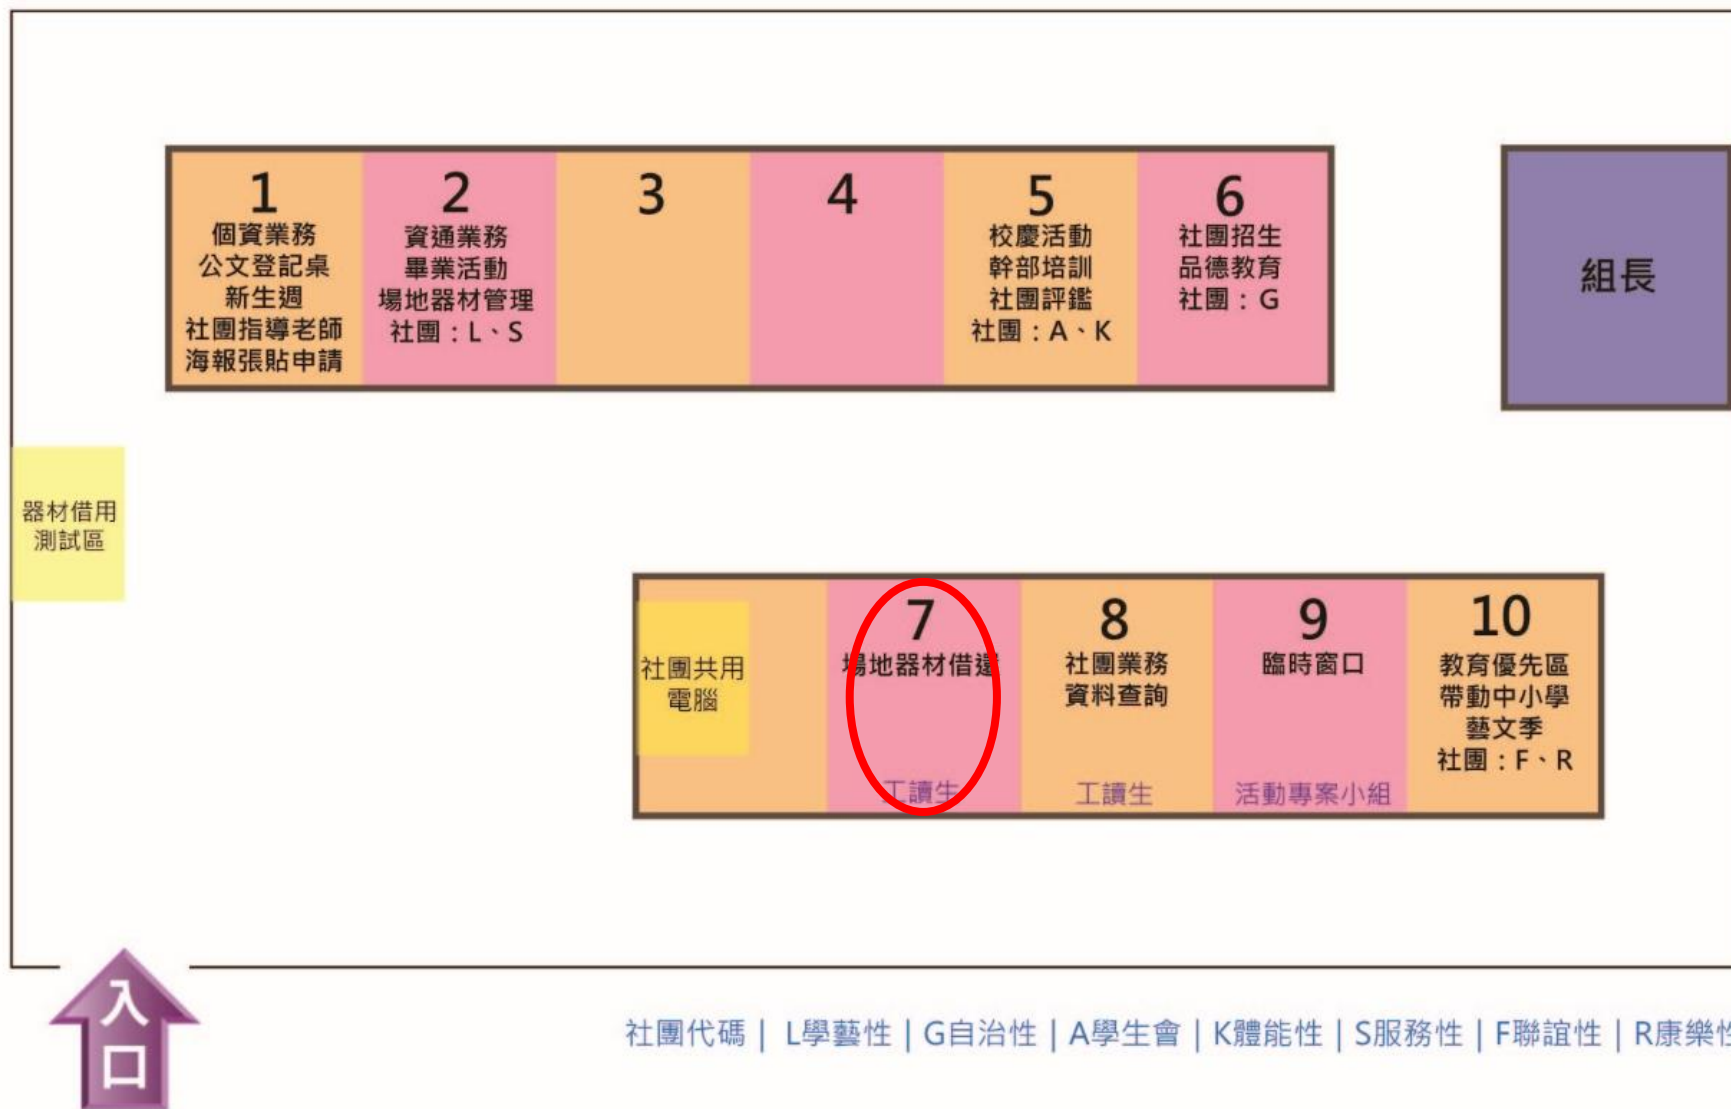 1
個資業務
公文登記桌
新生週
社團指導老師
海報張貼申請
2
資通業務
畢業活動
場地器材管理
社團：L、S
3
4
5
校慶活動
幹部培訓
社團評鑑
社團：A、K
6
社團招生
品德教育
社團：G
組長
器材借用
測試區
社團共用
電腦
7
場地器材借還
工讀生
8
社團業務
資料查詢
工讀生
9
臨時窗口
活動專案小組
10
教育優先區
帶動中小學
藝文季
社團：F、R
入
口
社團代碼｜ L學藝性｜G自治性｜A學生會｜K體能性｜S服務性｜F聯誼性｜R康樂性